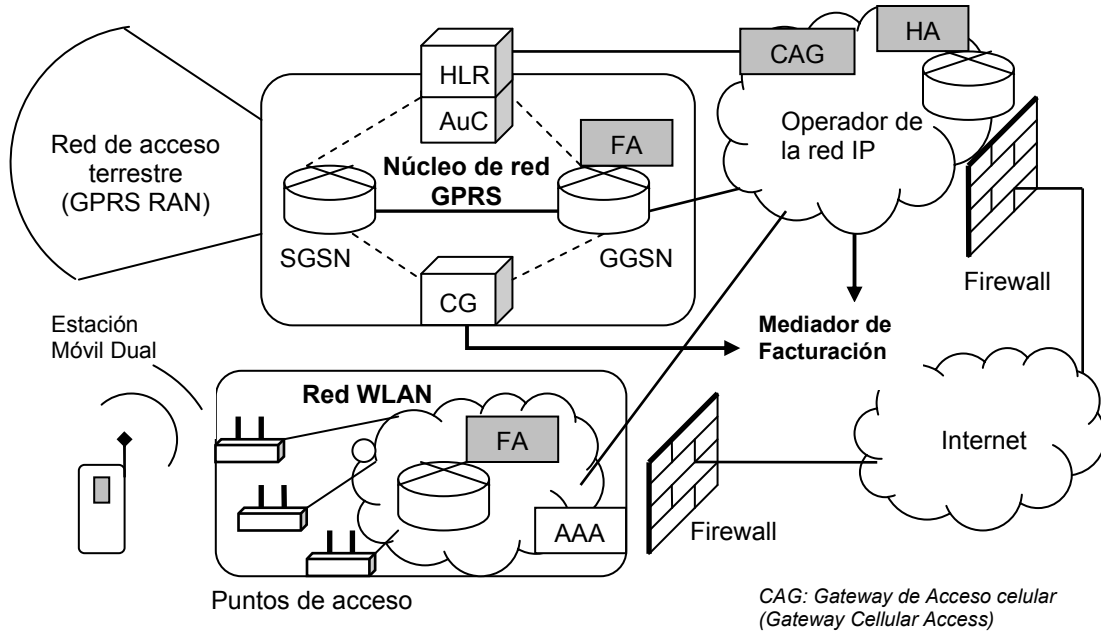 HLR
AuC
CAG
HA
Red de acceso
terrestre
(GPRS RAN)
Núcleo de red
GPRS
FA
Operador de
la red IP
SGSN
GGSN
CG
Firewall
Estación
Móvil Dual
Mediador de
Facturación
Red WLAN
FA
Internet
AAA
Firewall
Puntos de acceso
CAG: Gateway de Acceso celular
(Gateway Cellular Access)